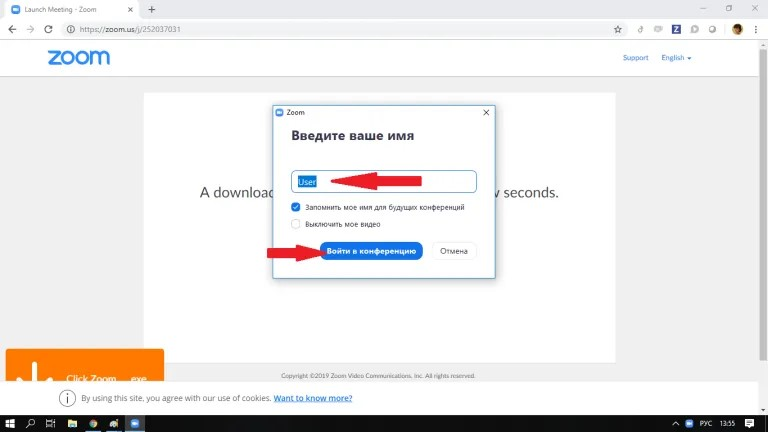 Launch Meeting - Zoom
https://zoom.us/j/252037031
zoom
Support
English
Zoom
Введите ваше имя
User
A download
seconds.
Запомнить мое имя для будущих конференций
Выключить мое видео
Войти в конференцию
Отмена
Copyright ©2019 Zoom Video Communications, Inc. All rights reserved.
Click Zoom_...exe
By using this site, you agree with our use of cookies. Want to know more?
РУС 13:55